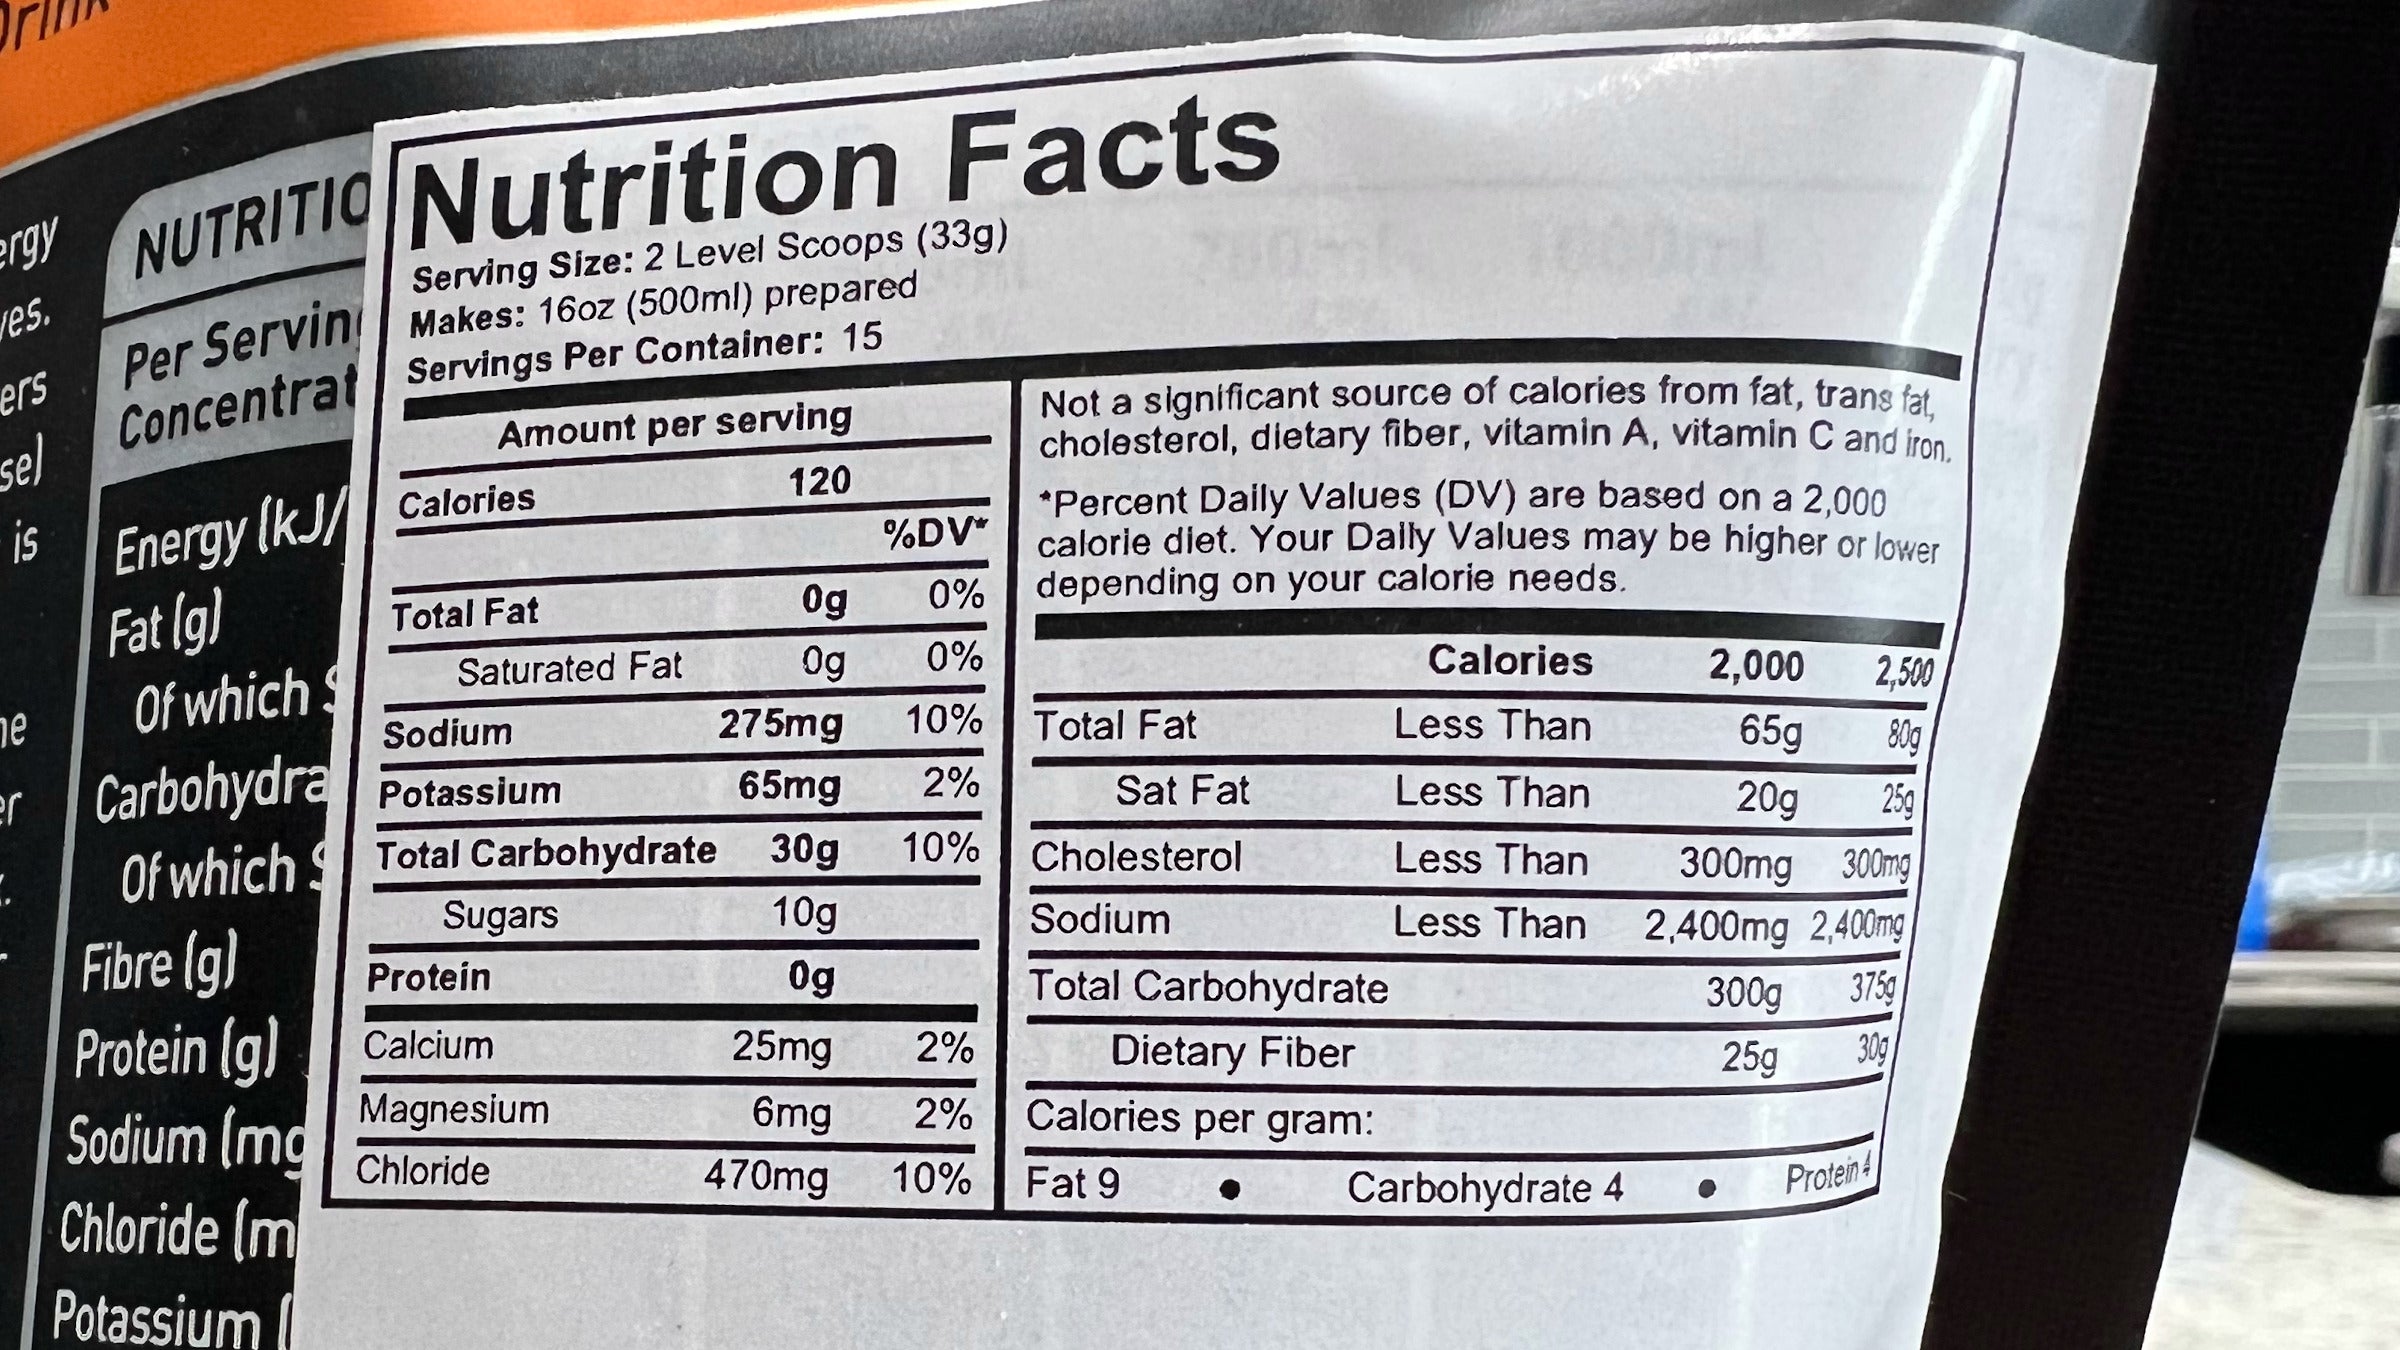 Drink
NUTRITIO
Per Servin
Concentrat
Energy (kJ/
Fat (g)
Of which S
Carbohydra
Of which S
Fibre (g)
Protein (g)
Sodium (mg
Chloride (m
Potassium (
ergy
ves.
ers
sel
is
Nutrition Facts
Serving Size: 2 Level Scoops (33g)
Makes: 16oz (500ml) prepared
Servings Per Container: 15
Amount per serving
Calories 120
%DV*
Total Fat 0g 0%
Saturated Fat 0g 0%
Sodium 275mg 10%
Potassium 65mg 2%
Total Carbohydrate 30g 10%
Sugars 10g
Protein 0g
Calcium 25mg 2%
Magnesium 6mg 2%
Chloride 470mg 10%
Not a significant source of calories from fat, trans fat,
cholesterol, dietary fiber, vitamin A, vitamin C and iron.
*Percent Daily Values (DV) are based on a 2,000
calorie diet. Your Daily Values may be higher or lower
depending on your calorie needs.
Calories 2,000 2,500
Total Fat Less Than 65g 80g
Sat Fat Less Than 20g 25g
Cholesterol Less Than 300mg 300mg
Sodium Less Than 2,400mg 2,400mg
Total Carbohydrate 300g 375g
Dietary Fiber 25g 30g
Calories per gram:
Fat 9 • Carbohydrate 4 • Protein 4